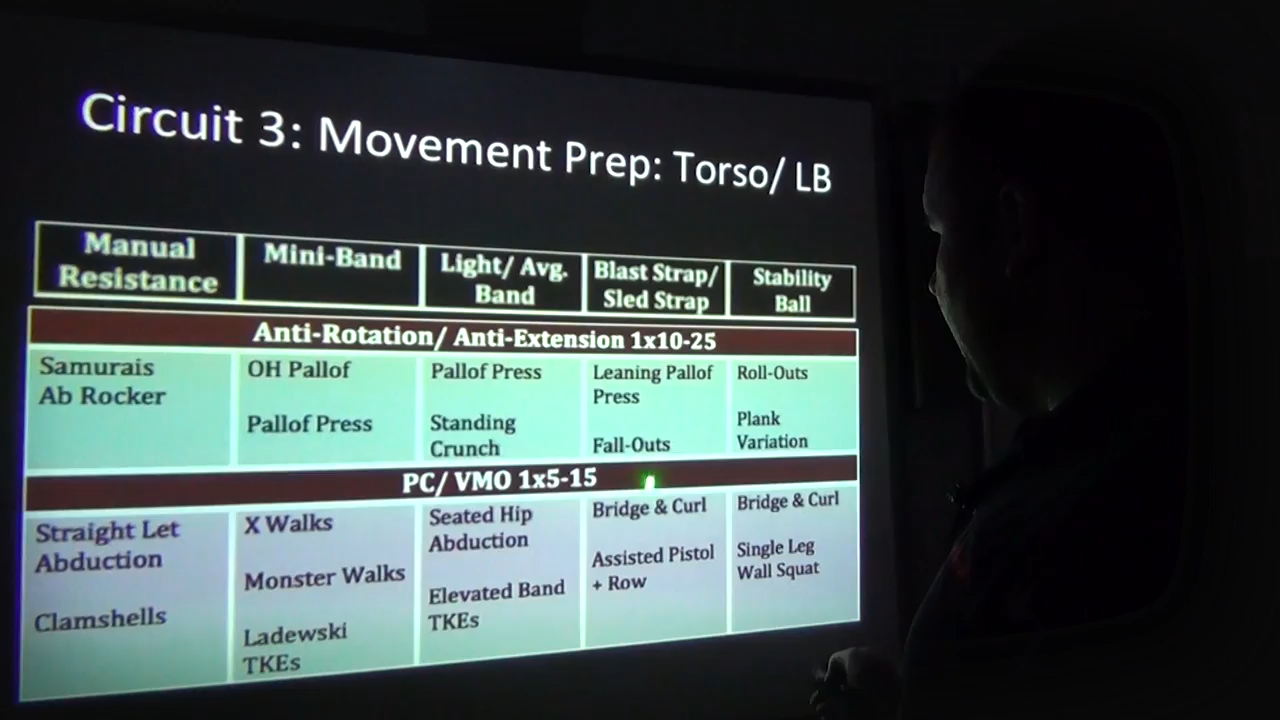 Circuit 3: Movement Prep: Torso/ LB
Manual
Resistance
Mini-Band
Light/ Avg.
Band
Blast Strap/
Sled Strap
Stability
Ball
Anti-Rotation/ Anti-Extension 1x10-25
Samurais
Ab Rocker
OH Pallof
Pallof Press
Pallof Press
Standing
Crunch
Leaning Pallof
Press
Fall-Outs
Roll-Outs
Plank
Variation
PC/ VMO 1x5-15
Straight Let
Abduction
Clamshells
X Walks
Monster Walks
Ladewski
TKEs
Seated Hip
Abduction
Elevated Band
TKEs
Bridge & Curl
Assisted Pistol
+ Row
Bridge & Curl
Single Leg
Wall Squat